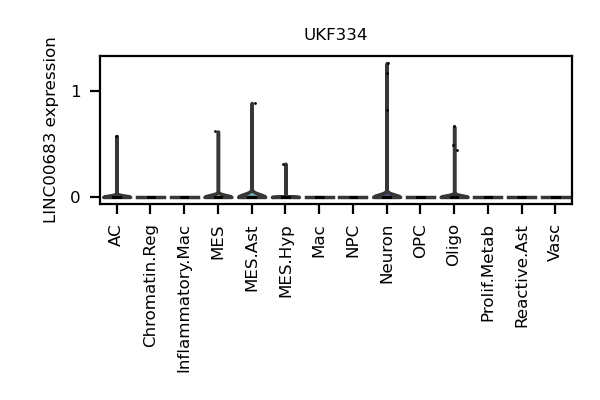 UKF334
LINC00683 expression
1
0
AC
Chromatin.Reg
Inflammatory.Mac
MES
MES.Ast
MES.Hyp
Mac
NPC
Neuron
OPC
Oligo
Prolif.Metab
Reactive.Ast
Vasc